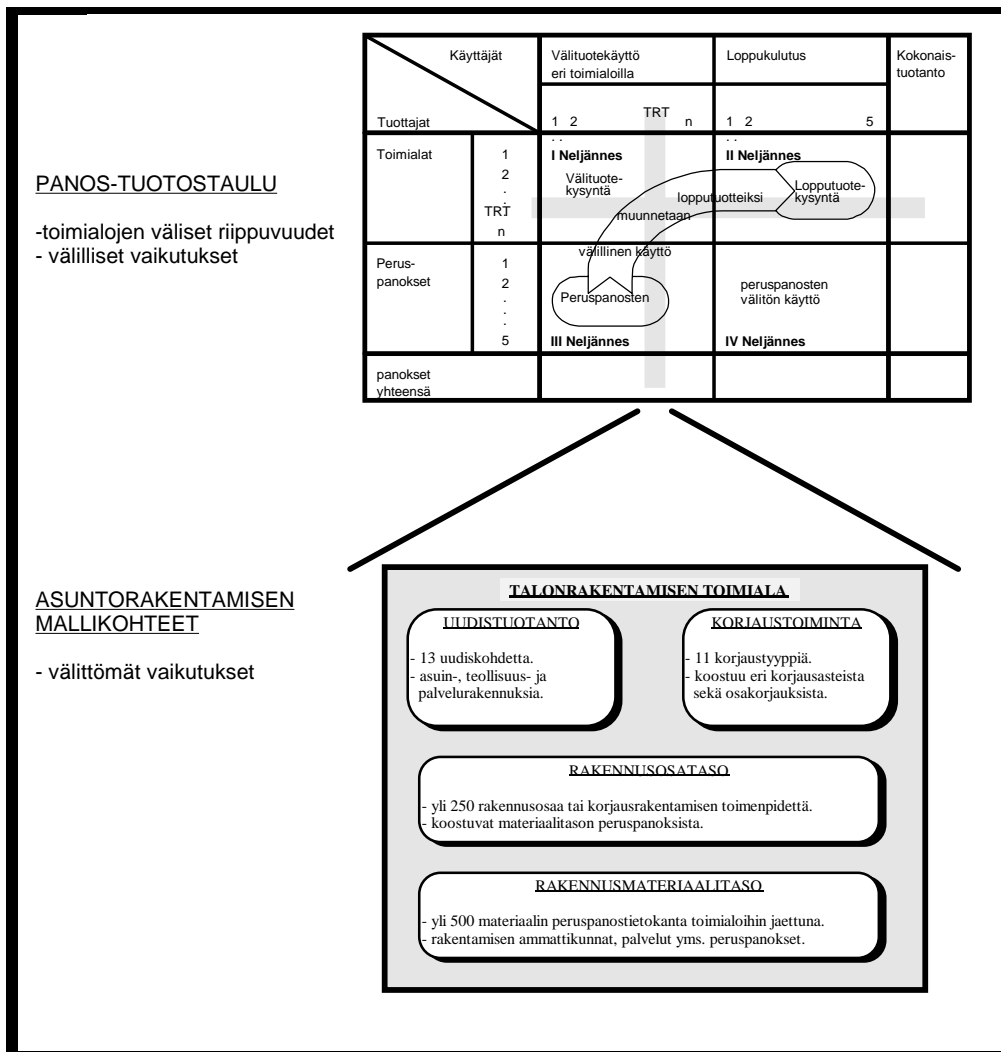 Käyttäjät
Tuottajat
Välituotekäyttö
eri toimialoilla
Loppukulutus
Kokonais-
tuotanto
1 2 TRT n
. .
1 2 5
. .
PANOS-TUOTOSTAULU
-toimialojen väliset riippuvuudet
- välilliset vaikutukset
Toimialat
1
2
.
.
TRT
n
I Neljännes
Välituote-
kysyntä
II Neljännes
Lopputuote-
kysyntä
lopputuotteiksi
muunnetaan
välillinen käyttö
Peruspanosten
Perus-
panokset
1
2
.
.
.
5
peruspanosten
välitön käyttö
III Neljännes
IV Neljännes
panokset
yhteensä
ASUNTORAKENTAMISEN
MALLIKOHTEET
- välittömät vaikutukset
TALONRAKENTAMISEN TOIMIALA
UUDISTUOTANTO
- 13 uudiskohdetta.
- asuin-, teollisuus- ja
palvelurakennuksia.
KORJAUSTOIMINTA
- 11 korjaustyyppiä.
- koostuu eri korjausasteista
sekä osakorjauksista.
RAKENNUSOSATASO
- yli 250 rakennusosaa tai korjausrakentamisen toimenpidettä.
- koostuvat materiaalitason peruspanoksista.
RAKENNUSMATERIAALITASO
- yli 500 materiaalin peruspanostietokanta toimialoihin jaettuna.
- rakentamisen ammattikunnat, palvelut yms. peruspanokset.